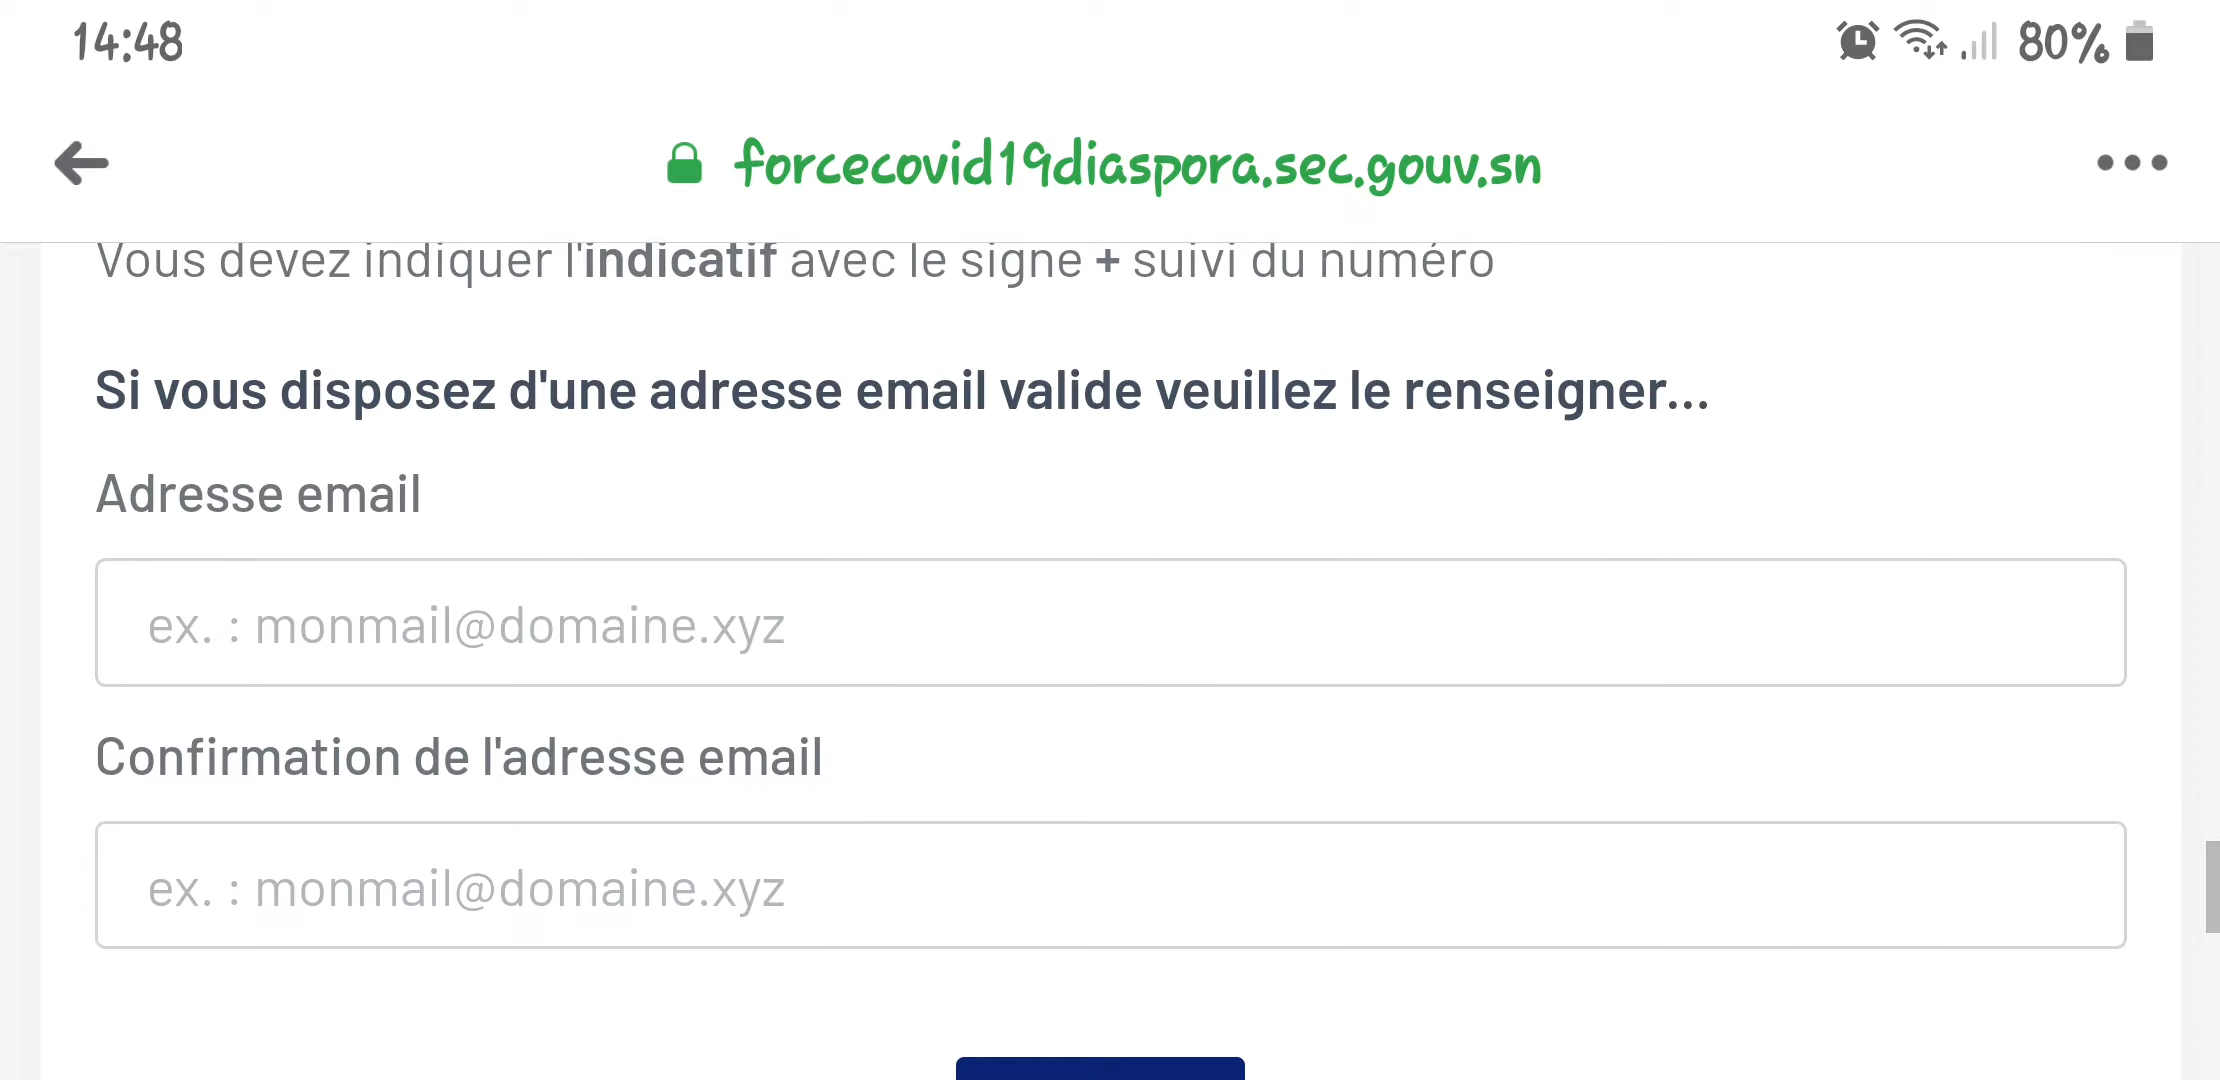 14:48
80%
forcecovid19diaspora.sec.gouv.sn
Vous devez indiquer l'indicatif avec le signe + suivi du numéro
Si vous disposez d'une adresse email valide veuillez le renseigner...
Adresse email
ex. : monmail@domaine.xyz
Confirmation de l'adresse email
ex. : monmail@domaine.xyz